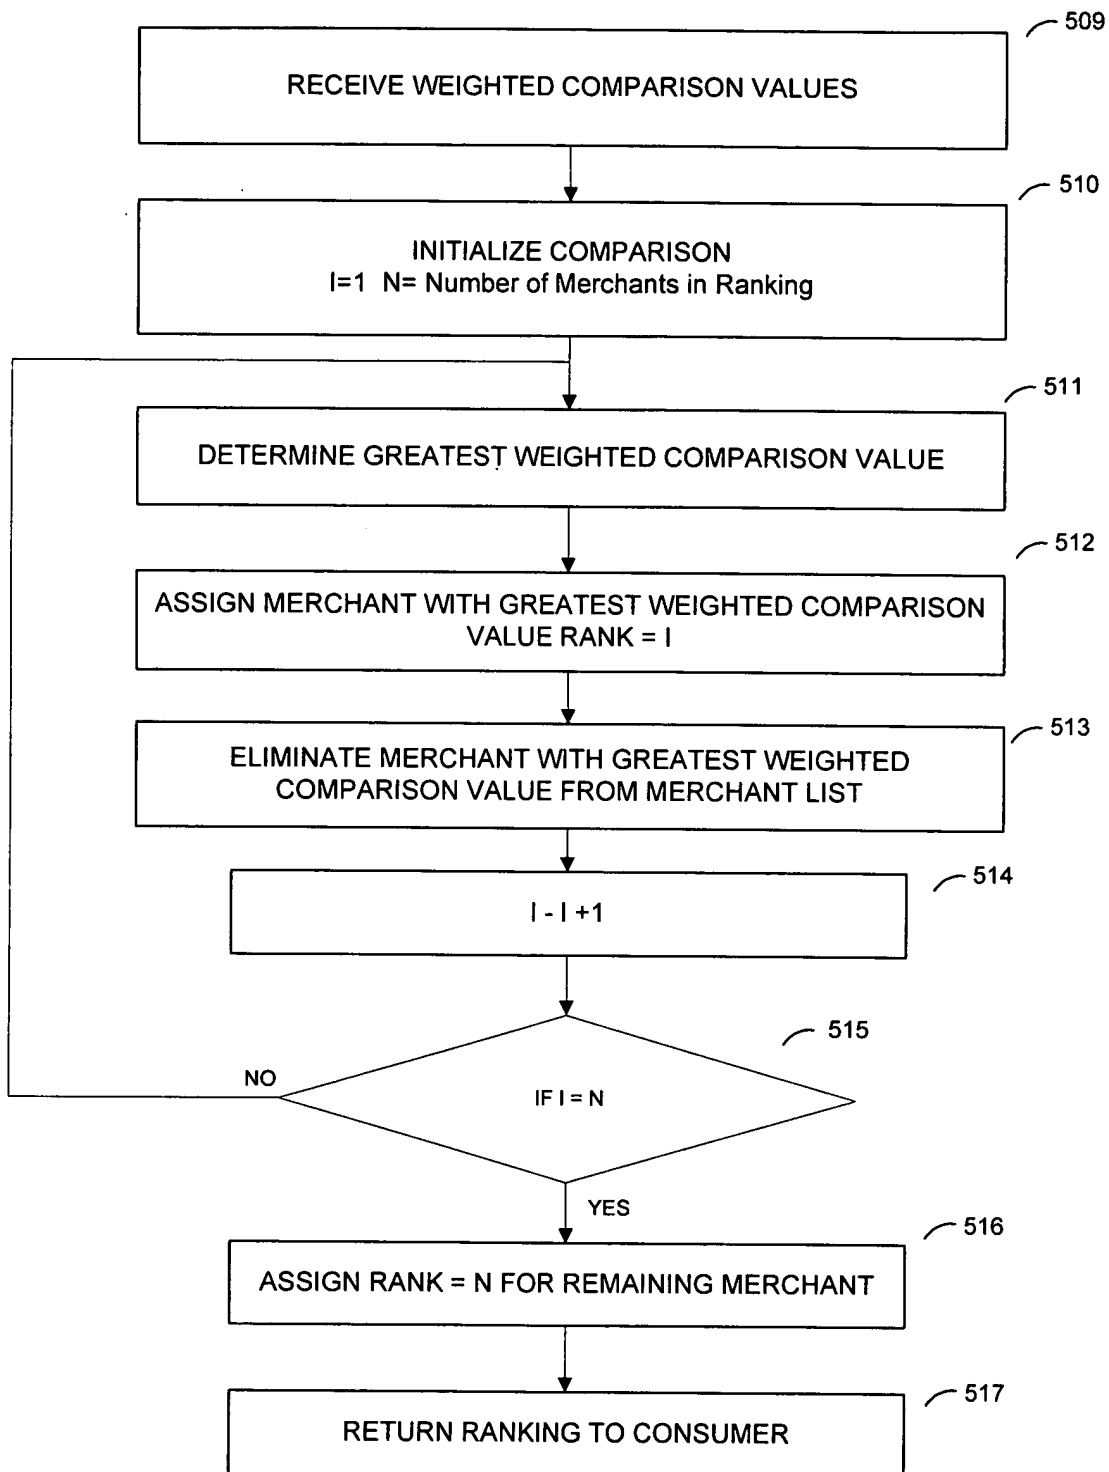 509
RECEIVE WEIGHTED COMPARISON VALUES
510
INITIALIZE COMPARISON
I=1 N= Number of Merchants in Ranking
511
DETERMINE GREATEST WEIGHTED COMPARISON VALUE
512
ASSIGN MERCHANT WITH GREATEST WEIGHTED COMPARISON
VALUE RANK = I
513
ELIMINATE MERCHANT WITH GREATEST WEIGHTED
COMPARISON VALUE FROM MERCHANT LIST
514
I - I +1
515
NO
IF I = N
YES
516
ASSIGN RANK = N FOR REMAINING MERCHANT
517
RETURN RANKING TO CONSUMER